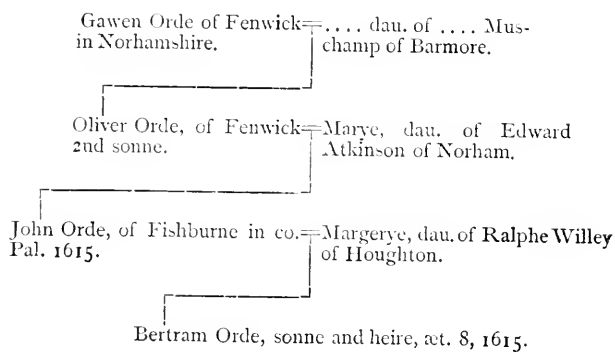 Gawen Orde of Fenwick=.... dau. of .... Mus-
in Norhamshire. champ of Barmore.
Oliver Orde, of Fenwick=Marye, dau. of Edward
2nd sonne. Atkinson of Norham.
John Orde, of Fishburne in co.=Margerye, dau. of Ralphe Willey
Pal. 1615. of Houghton.
Bertram Orde, sonne and heire, æt. 8, 1615.